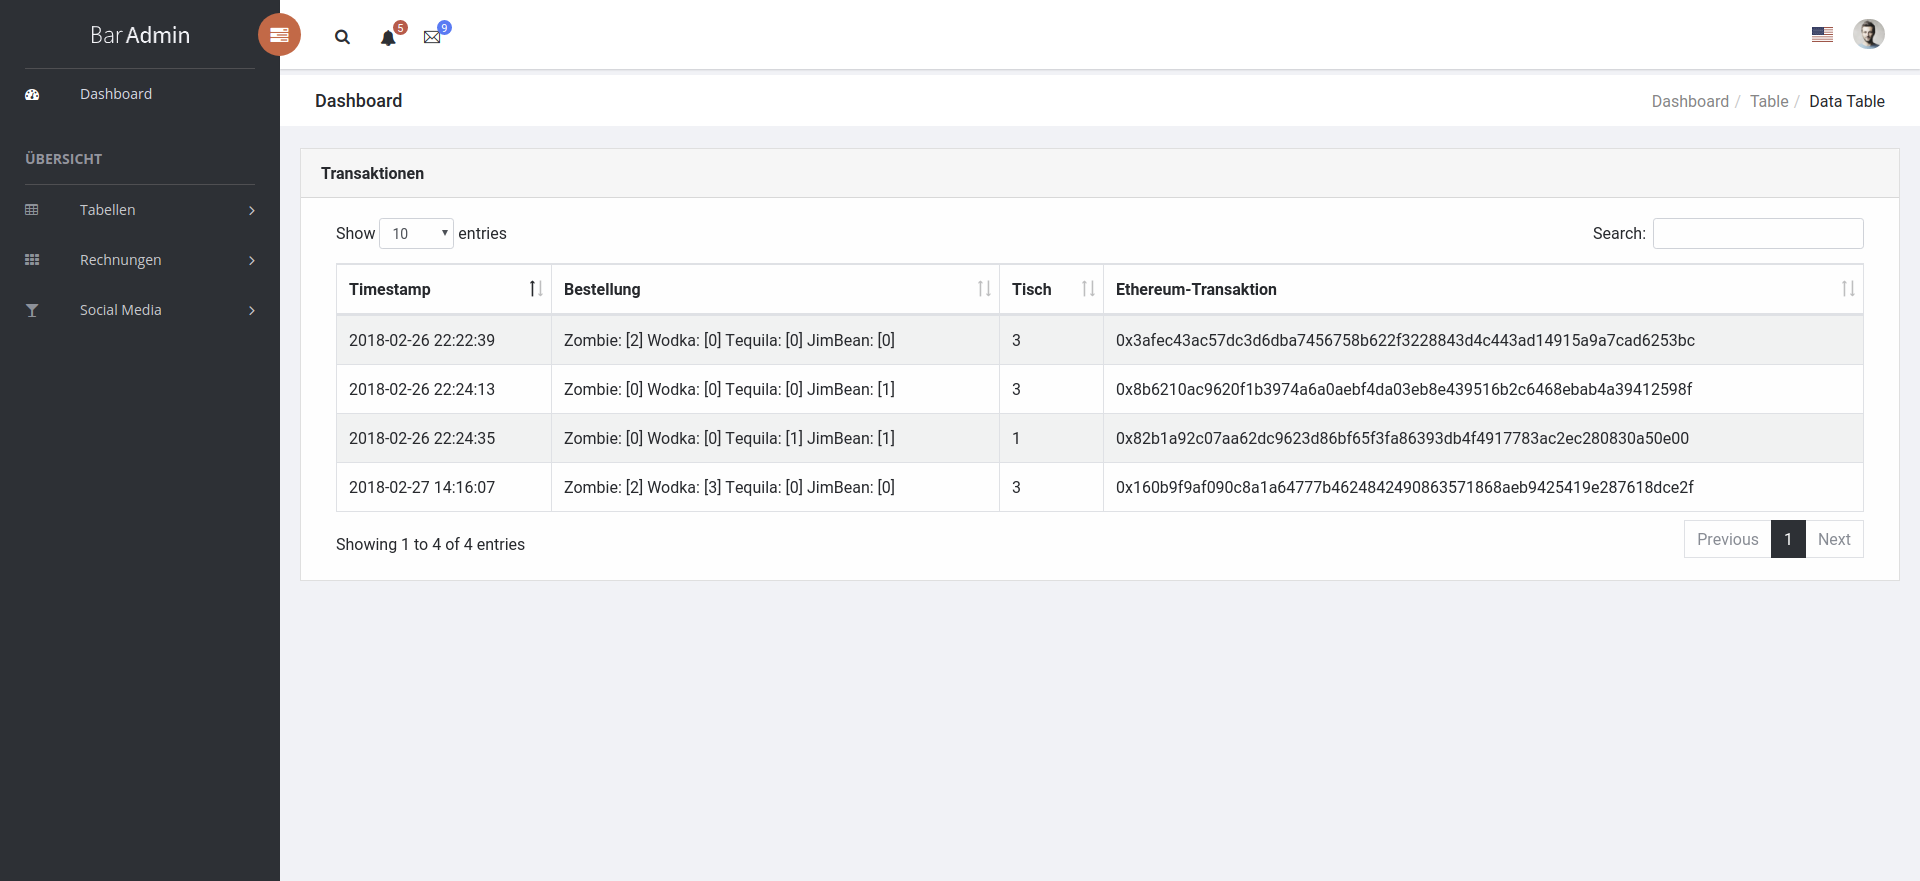 BarAdmin
5
9
Dashboard
ÜBERSICHT
Tabellen
Rechnungen
Social Media
Dashboard
Dashboard / Table / Data Table
Transaktionen
Show 10 entries
Search:
Timestamp Bestellung Tisch Ethereum-Transaktion
2018-02-26 22:22:39 Zombie: [2] Wodka: [0] Tequila: [0] JimBean: [0] 3 0x3afec43ac57dc3d6dba7456758b622f3228843d4c443ad14915a9a7cad6253bc
2018-02-26 22:24:13 Zombie: [0] Wodka: [0] Tequila: [0] JimBean: [1] 3 0x8b6210ac9620f1b3974a6a0aebf4da03eb8e439516b2c6468ebab4a39412598f
2018-02-26 22:24:35 Zombie: [0] Wodka: [0] Tequila: [1] JimBean: [1] 1 0x82b1a92c07aa62dc9623d86bf65f3fa86393db4f4917783ac2ec280830a50e00
2018-02-27 14:16:07 Zombie: [2] Wodka: [3] Tequila: [0] JimBean: [0] 3 0x160b9f9af090c8a1a64777b4624842490863571868aeb9425419e287618dce2f
Showing 1 to 4 of 4 entries
Previous 1 Next